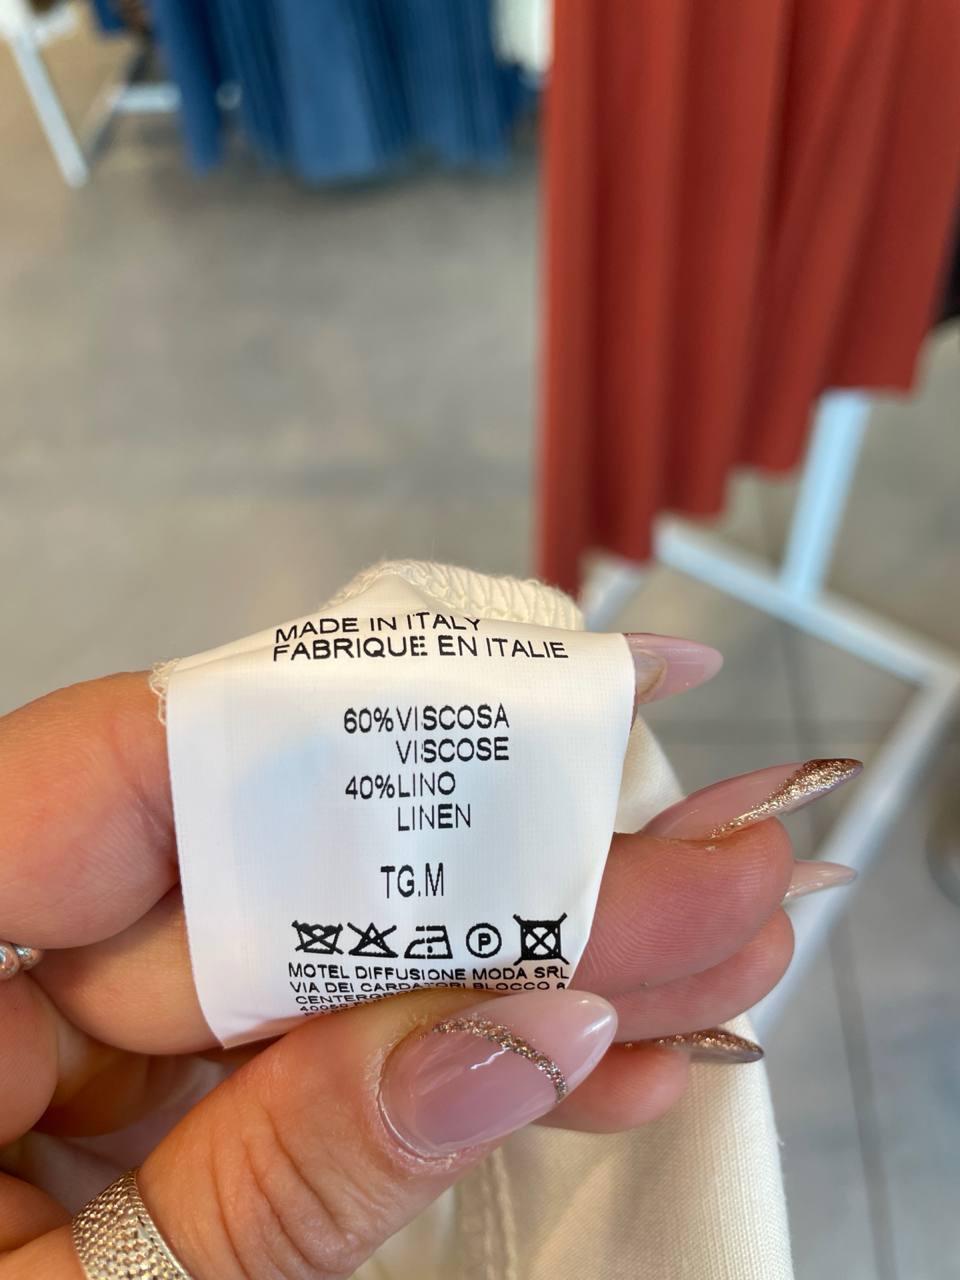 MADE IN ITALY
FABRIQUE EN ITALIE
60%VISCOSA
VISCOSE
40%LINO
LINEN
TG.M
P
MOTEL DIFFUSIONE MODA SRL
VIA DEI CARDATORI BLOCCO